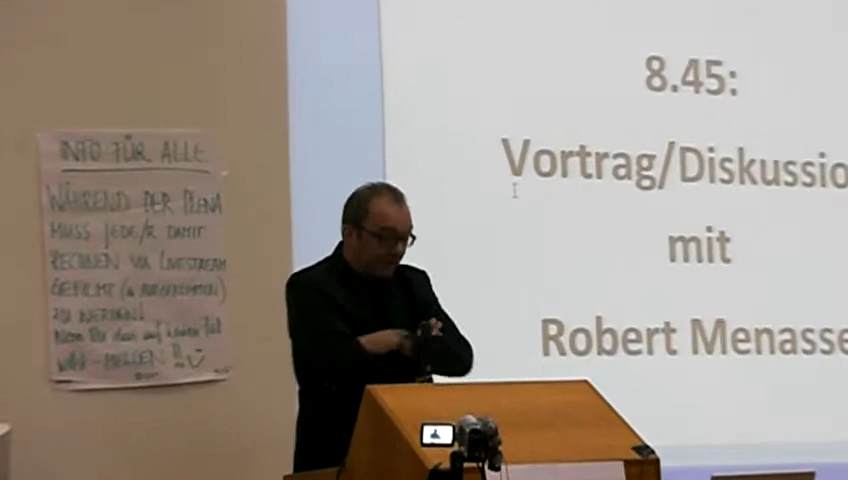 INFO FÜR ALLE
WÄHREND DER PLENA
MUSS JEDE/R DAMIT
RECHNEN VIA LIVESTREAM
GEFILMT (& AUFGENOMMEN)
ZU WERDEN!
8.45:
Vortrag/Diskussio
mit
Robert Menasse